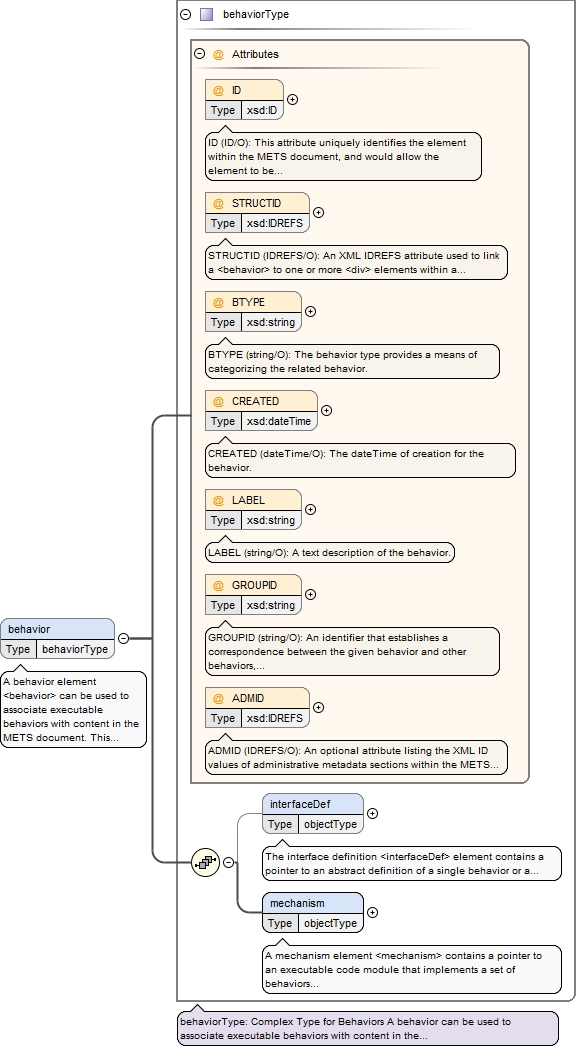 behaviorType
@ Attributes
@ ID
Type xsd:ID
ID (ID/O): This attribute uniquely identifies the element
within the METS document, and would allow the
element to be...
@ STRUCTID
Type xsd:IDREFS
STRUCTID (IDREFS/O): An XML IDREFS attribute used to link
a <behavior> to one or more <div> elements within a...
@ BTYPE
Type xsd:string
BTYPE (string/O): The behavior type provides a means of
categorizing the related behavior.
@ CREATED
Type xsd:dateTime
CREATED (dateTime/O): The dateTime of creation for the
behavior.
@ LABEL
Type xsd:string
LABEL (string/O): A text description of the behavior.
@ GROUPID
Type xsd:string
GROUPID (string/O): An identifier that establishes a
correspondence between the given behavior and other
behaviors,...
@ ADMID
Type xsd:IDREFS
ADMID (IDREFS/O): An optional attribute listing the XML ID
values of administrative metadata sections within the METS...
behavior
Type behaviorType
A behavior element
<behavior> can be used to
associate executable
behaviors with content in the
METS document. This...
interfaceDef
Type objectType
The interface definition <interfaceDef> element contains a
pointer to an abstract definition of a single behavior or a...
mechanism
Type objectType
A mechanism element <mechanism> contains a pointer to
an executable code module that implements a set of
behaviors...
behaviorType: Complex Type for Behaviors A behavior can be used to
associate executable behaviors with content in the...